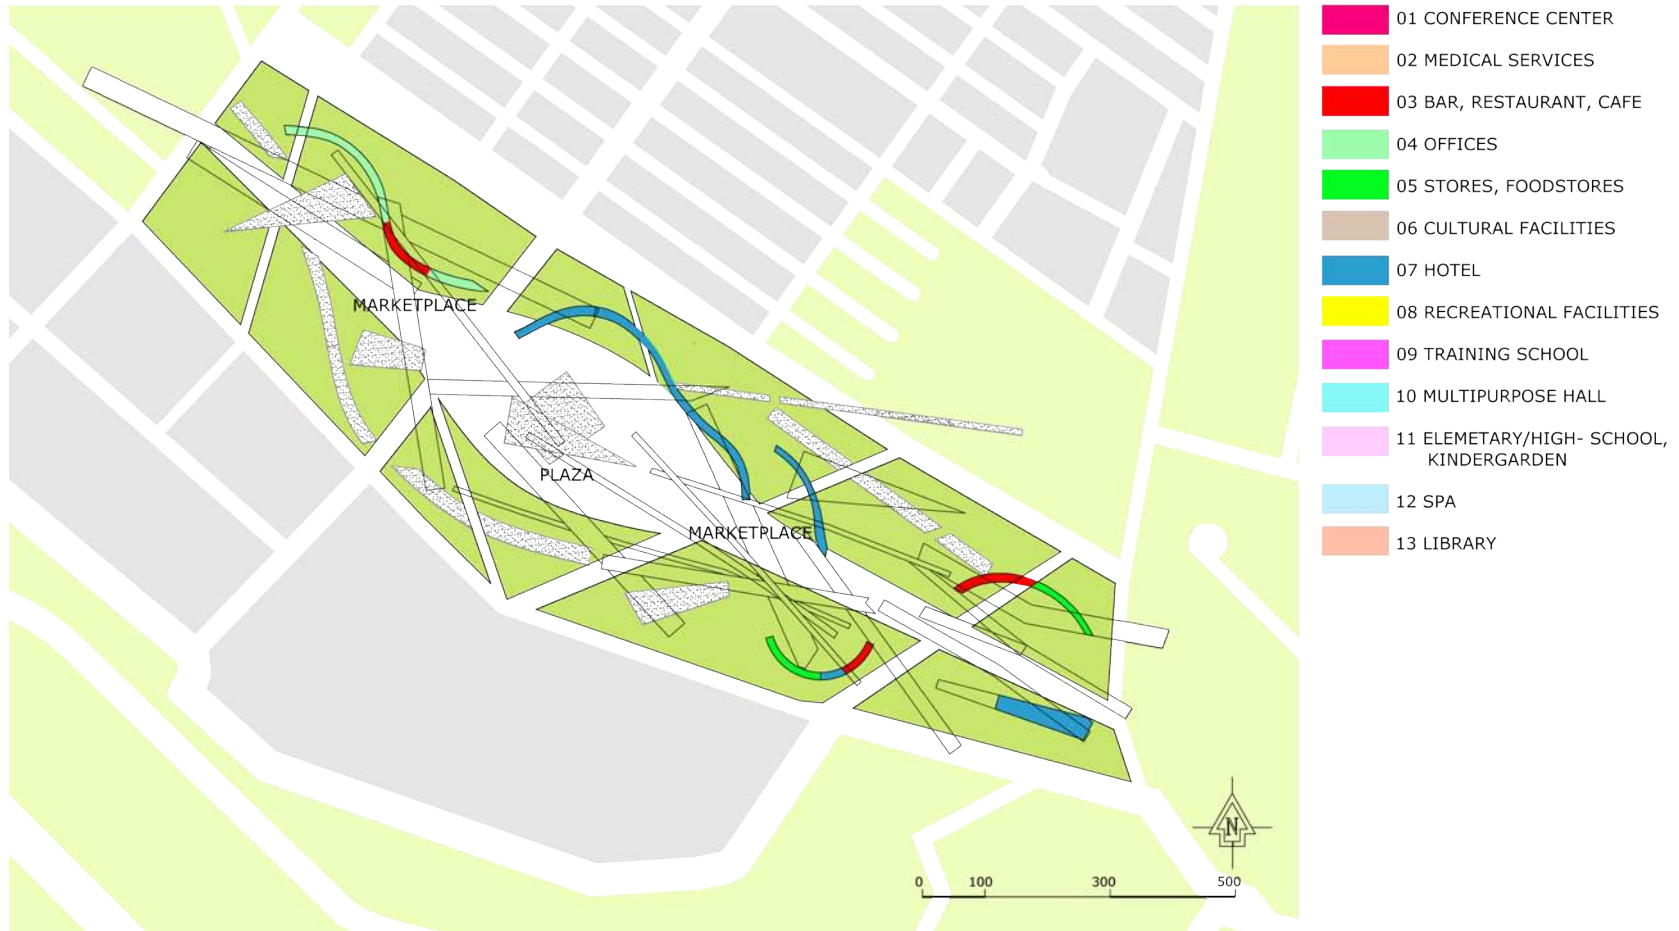 01 CONFERENCE CENTER
02 MEDICAL SERVICES
03 BAR, RESTAURANT, CAFE
04 OFFICES
05 STORES, FOODSTORES
06 CULTURAL FACILITIES
07 HOTEL
08 RECREATIONAL FACILITIES
09 TRAINING SCHOOL
10 MULTIPURPOSE HALL
11 ELEMETARY/HIGH- SCHOOL,
KINDERGARDEN
12 SPA
13 LIBRARY
MARKETPLACE
PLAZA
MARKETPLACE
N
0 100 300 500